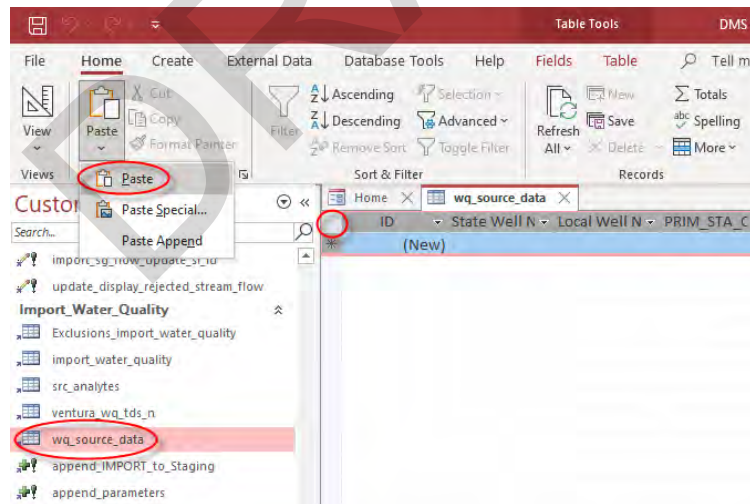 Table Tools DMS
File Home Create External Data Database Tools Help Fields Table Tell m
Cut
Copy
Format Painter
View
Paste
Filter
Ascending
Descending
Remove Sort
Selection
Advanced
Toggle Filter
Refresh
All
New
Save
Delete
Totals
Spelling
More
Views
Sort & Filter
Records
Paste
Paste Special...
Paste Append
Custo
Search...
Home wq_source_data
ID State Well N Local Well N PRIM_STA_C
(New)
import_sg_flow_update_sf_id
update_display_rejected_stream_flow
Import_Water_Quality
Exclusions_import_water_quality
import_water_quality
src_analytes
ventura_wq_tds_n
wq_source_data
append_IMPORT_to_Staging
append_parameters